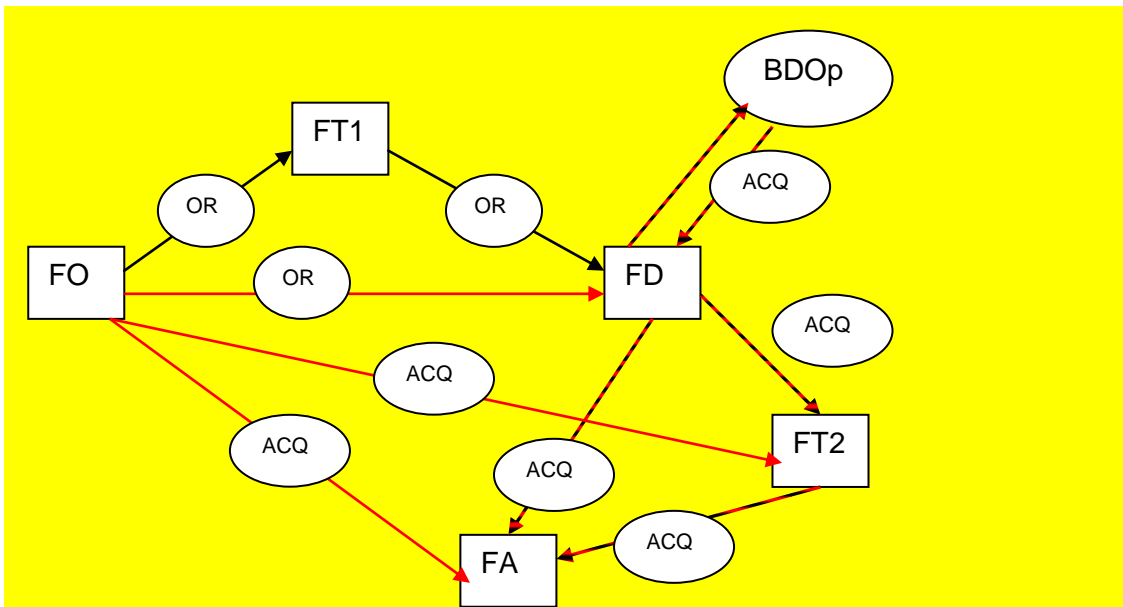 BDOp
FT1
ACQ
OR
OR
FO
OR
FD
ACQ
ACQ
ACQ
FT2
ACQ
ACQ
FA